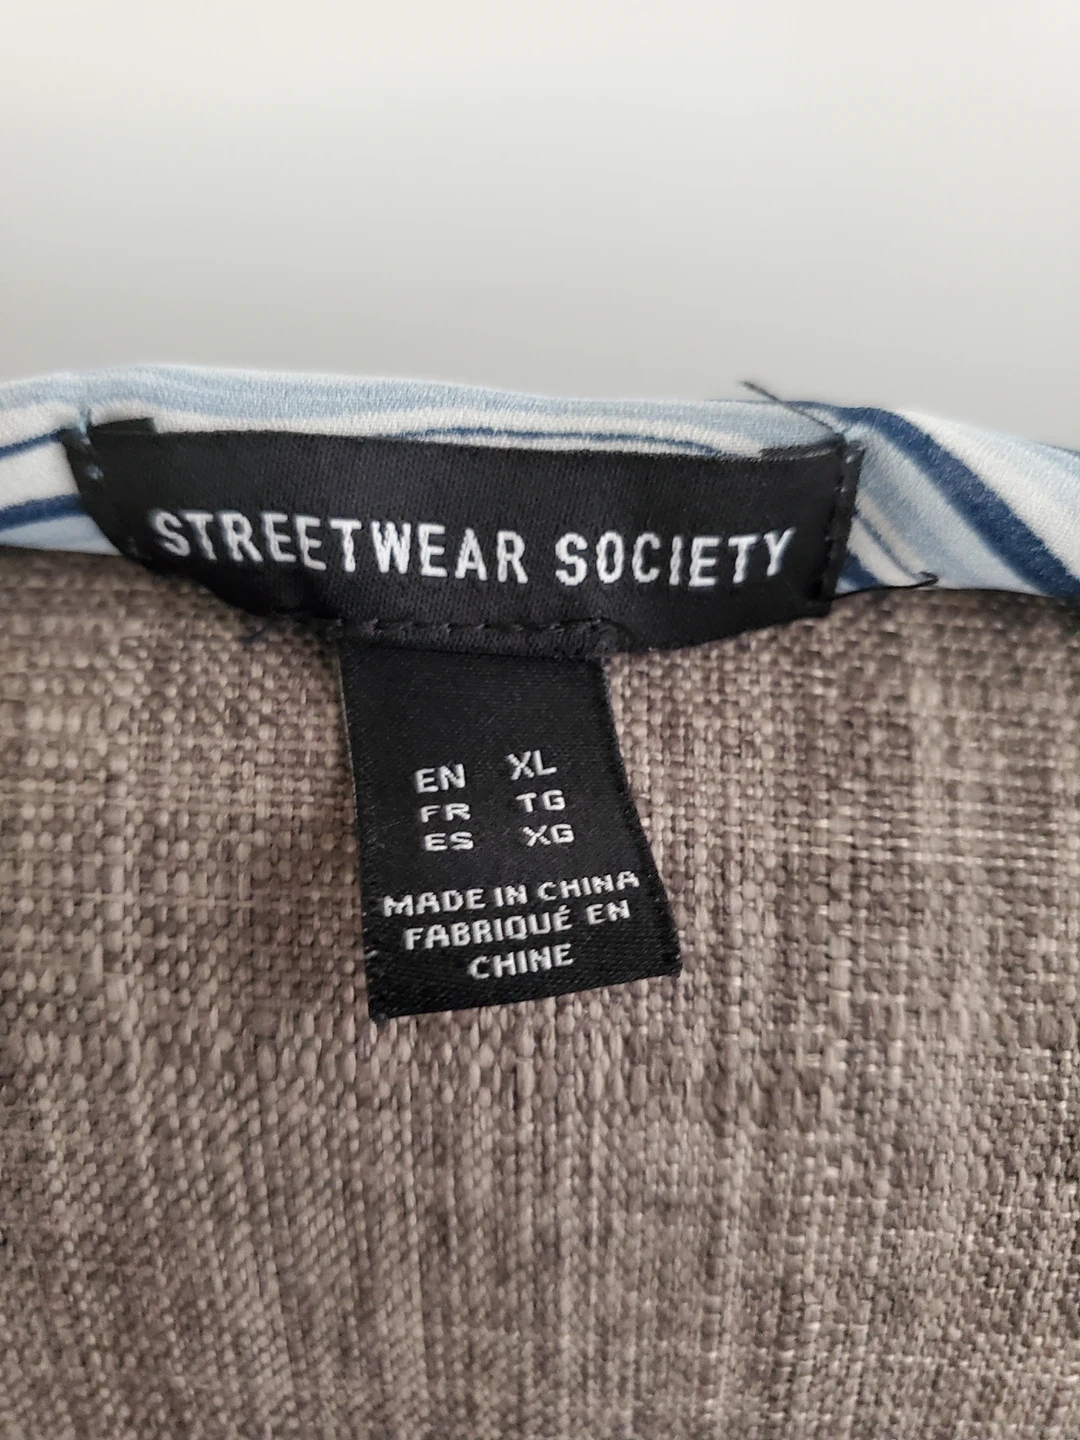 STREETWEAR SOCIETY
EN XL
FR TG
ES XG
MADE IN CHINA
FABRIQUÉ EN
CHINE